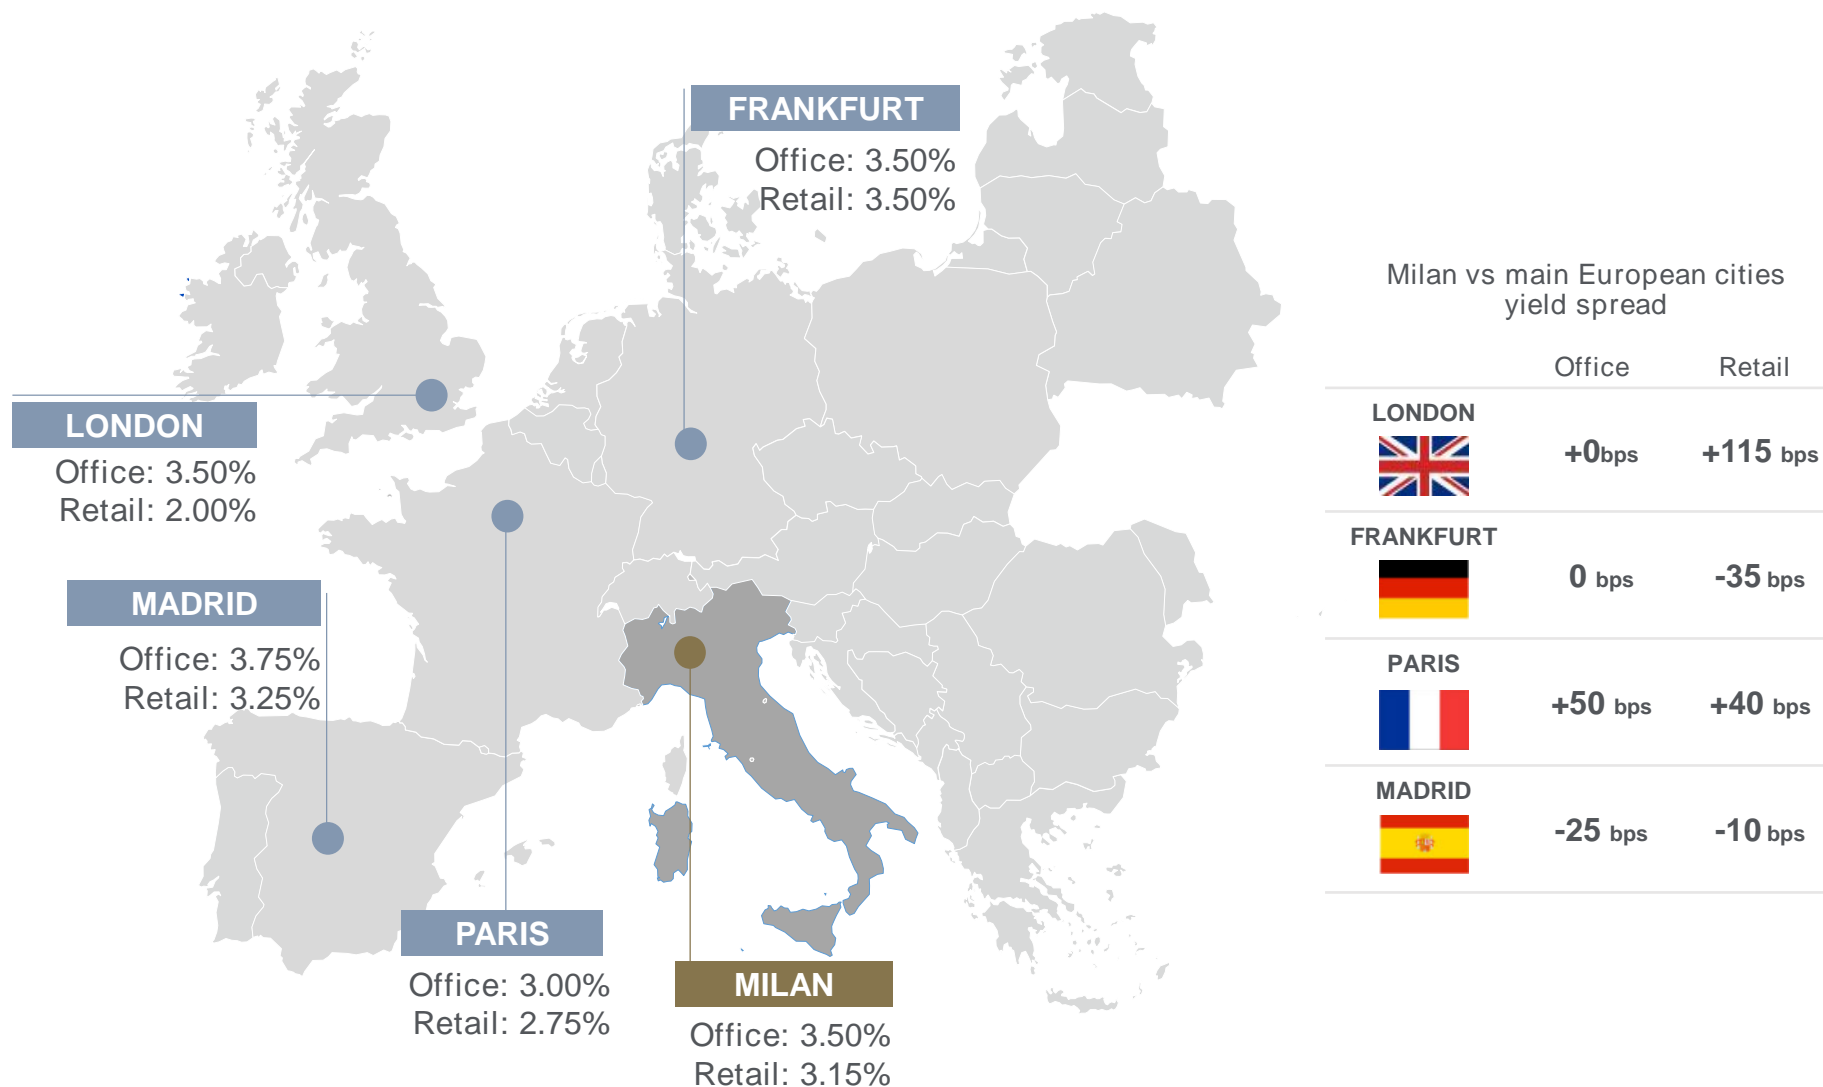 FRANKFURT
Office: 3.50%
Retail: 3.50%
LONDON
Office: 3.50%
Retail: 2.00%
MADRID
Office: 3.75%
Retail: 3.25%
PARIS
Office: 3.00%
Retail: 2.75%
MILAN
Office: 3.50%
Retail: 3.15%
Milan vs main European cities
yield spread
Office Retail
LONDON
+0bps +115 bps
FRANKFURT
0 bps -35 bps
PARIS
+50 bps +40 bps
MADRID
-25 bps -10 bps